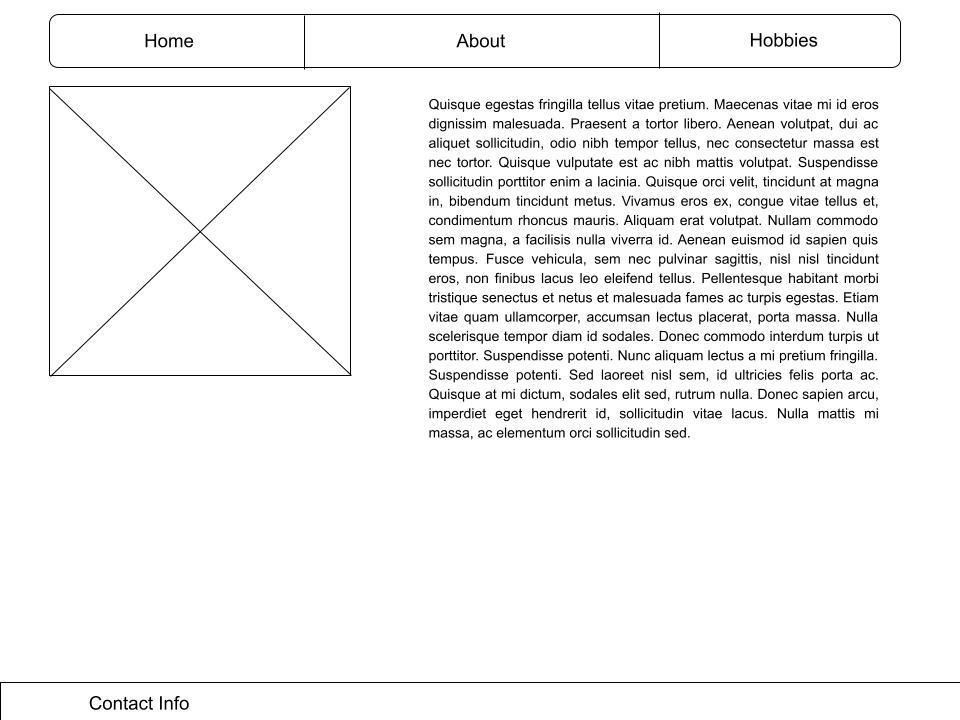 Home About Hobbies
Quisque egestas fringilla tellus vitae pretium. Maecenas vitae mi id eros
dignissim malesuada. Praesent a tortor libero. Aenean volutpat, dui ac
aliquet sollicitudin, odio nibh tempor tellus, nec consectetur massa est
nec tortor. Quisque vulputate est ac nibh mattis volutpat. Suspendisse
sollicitudin porttitor enim a lacinia. Quisque orci velit, tincidunt at magna
in, bibendum tincidunt metus. Vivamus eros ex, congue vitae tellus et,
condimentum rhoncus mauris. Aliquam erat volutpat. Nullam commodo
sem magna, a facilisis nulla viverra id. Aenean euismod id sapien quis
tempus. Fusce vehicula, sem nec pulvinar sagittis, nisl nisl tincidunt
eros, non finibus lacus leo eleifend tellus. Pellentesque habitant morbi
tristique senectus et netus et malesuada fames ac turpis egestas. Etiam
vitae quam ullamcorper, accumsan lectus placerat, porta massa. Nulla
scelerisque tempor diam id sodales. Donec commodo interdum turpis ut
porttitor. Suspendisse potenti. Nunc aliquam lectus a mi pretium fringilla.
Suspendisse potenti. Sed laoreet nisl sem, id ultricies felis porta ac.
Quisque at mi dictum, sodales elit sed, rutrum nulla. Donec sapien arcu,
imperdiet eget hendrerit id, sollicitudin vitae lacus. Nulla mattis mi
massa, ac elementum orci sollicitudin sed.
Contact Info